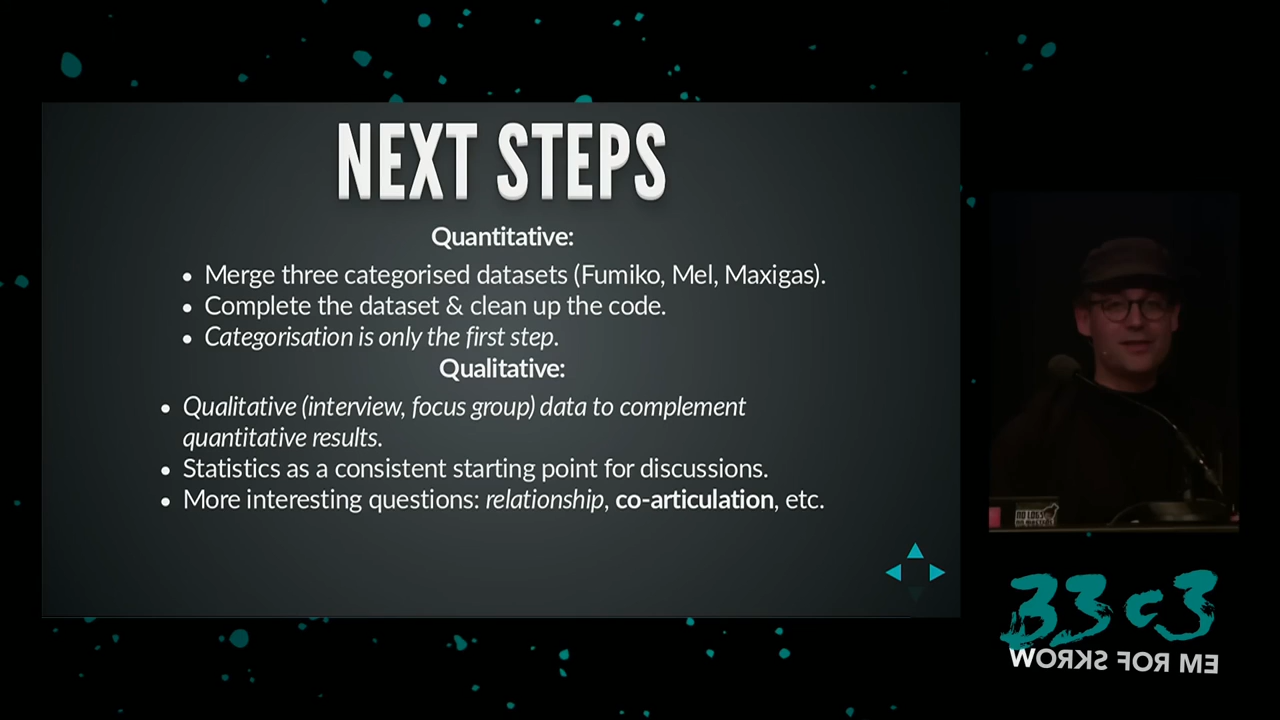 NEXT STEPS
Quantitative:
• Merge three categorised datasets (Fumiko, Mel, Maxigas).
• Complete the dataset & clean up the code.
• Categorisation is only the first step.
Qualitative:
• Qualitative (interview, focus group) data to complement
quantitative results.
• Statistics as a consistent starting point for discussions.
• More interesting questions: relationship, co-articulation, etc.
NO LOGS
33c3
WORKS FOR ME